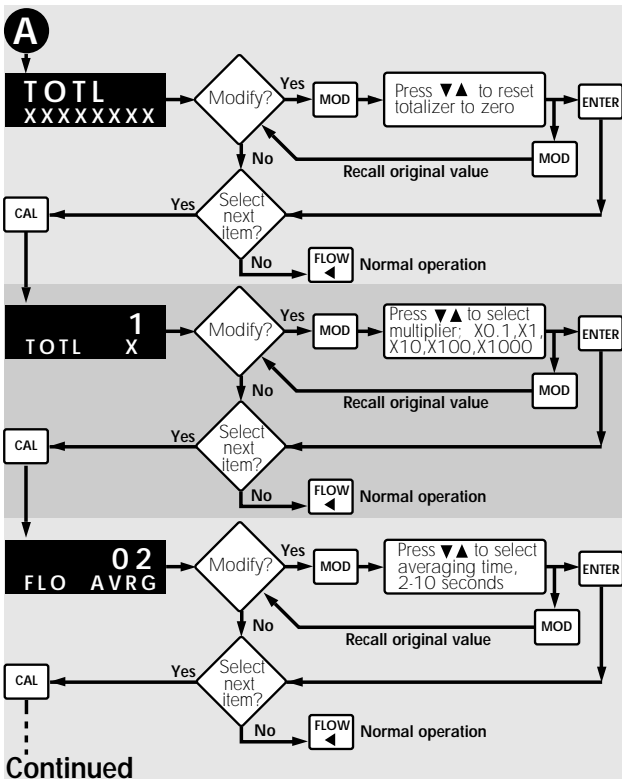 A
TOTL
XXXXXXXX
Modify?
Yes
MOD
Press ▼▲ to reset
totalizer to zero
ENTER
MOD
No
Recall original value
CAL
Yes
Select
next
item?
No
FLOW
◄
Normal operation
1
TOTL X
Modify?
Yes
MOD
Press ▼▲ to select
multiplier; X0.1,X1,
X10,X100,X1000
ENTER
MOD
No
Recall original value
CAL
Yes
Select
next
item?
No
FLOW
◄
Normal operation
02
FLO AVRG
Modify?
Yes
MOD
Press ▼▲ to select
averaging time,
2-10 seconds
ENTER
MOD
No
Recall original value
CAL
Yes
Select
next
item?
No
FLOW
◄
Normal operation
Continued